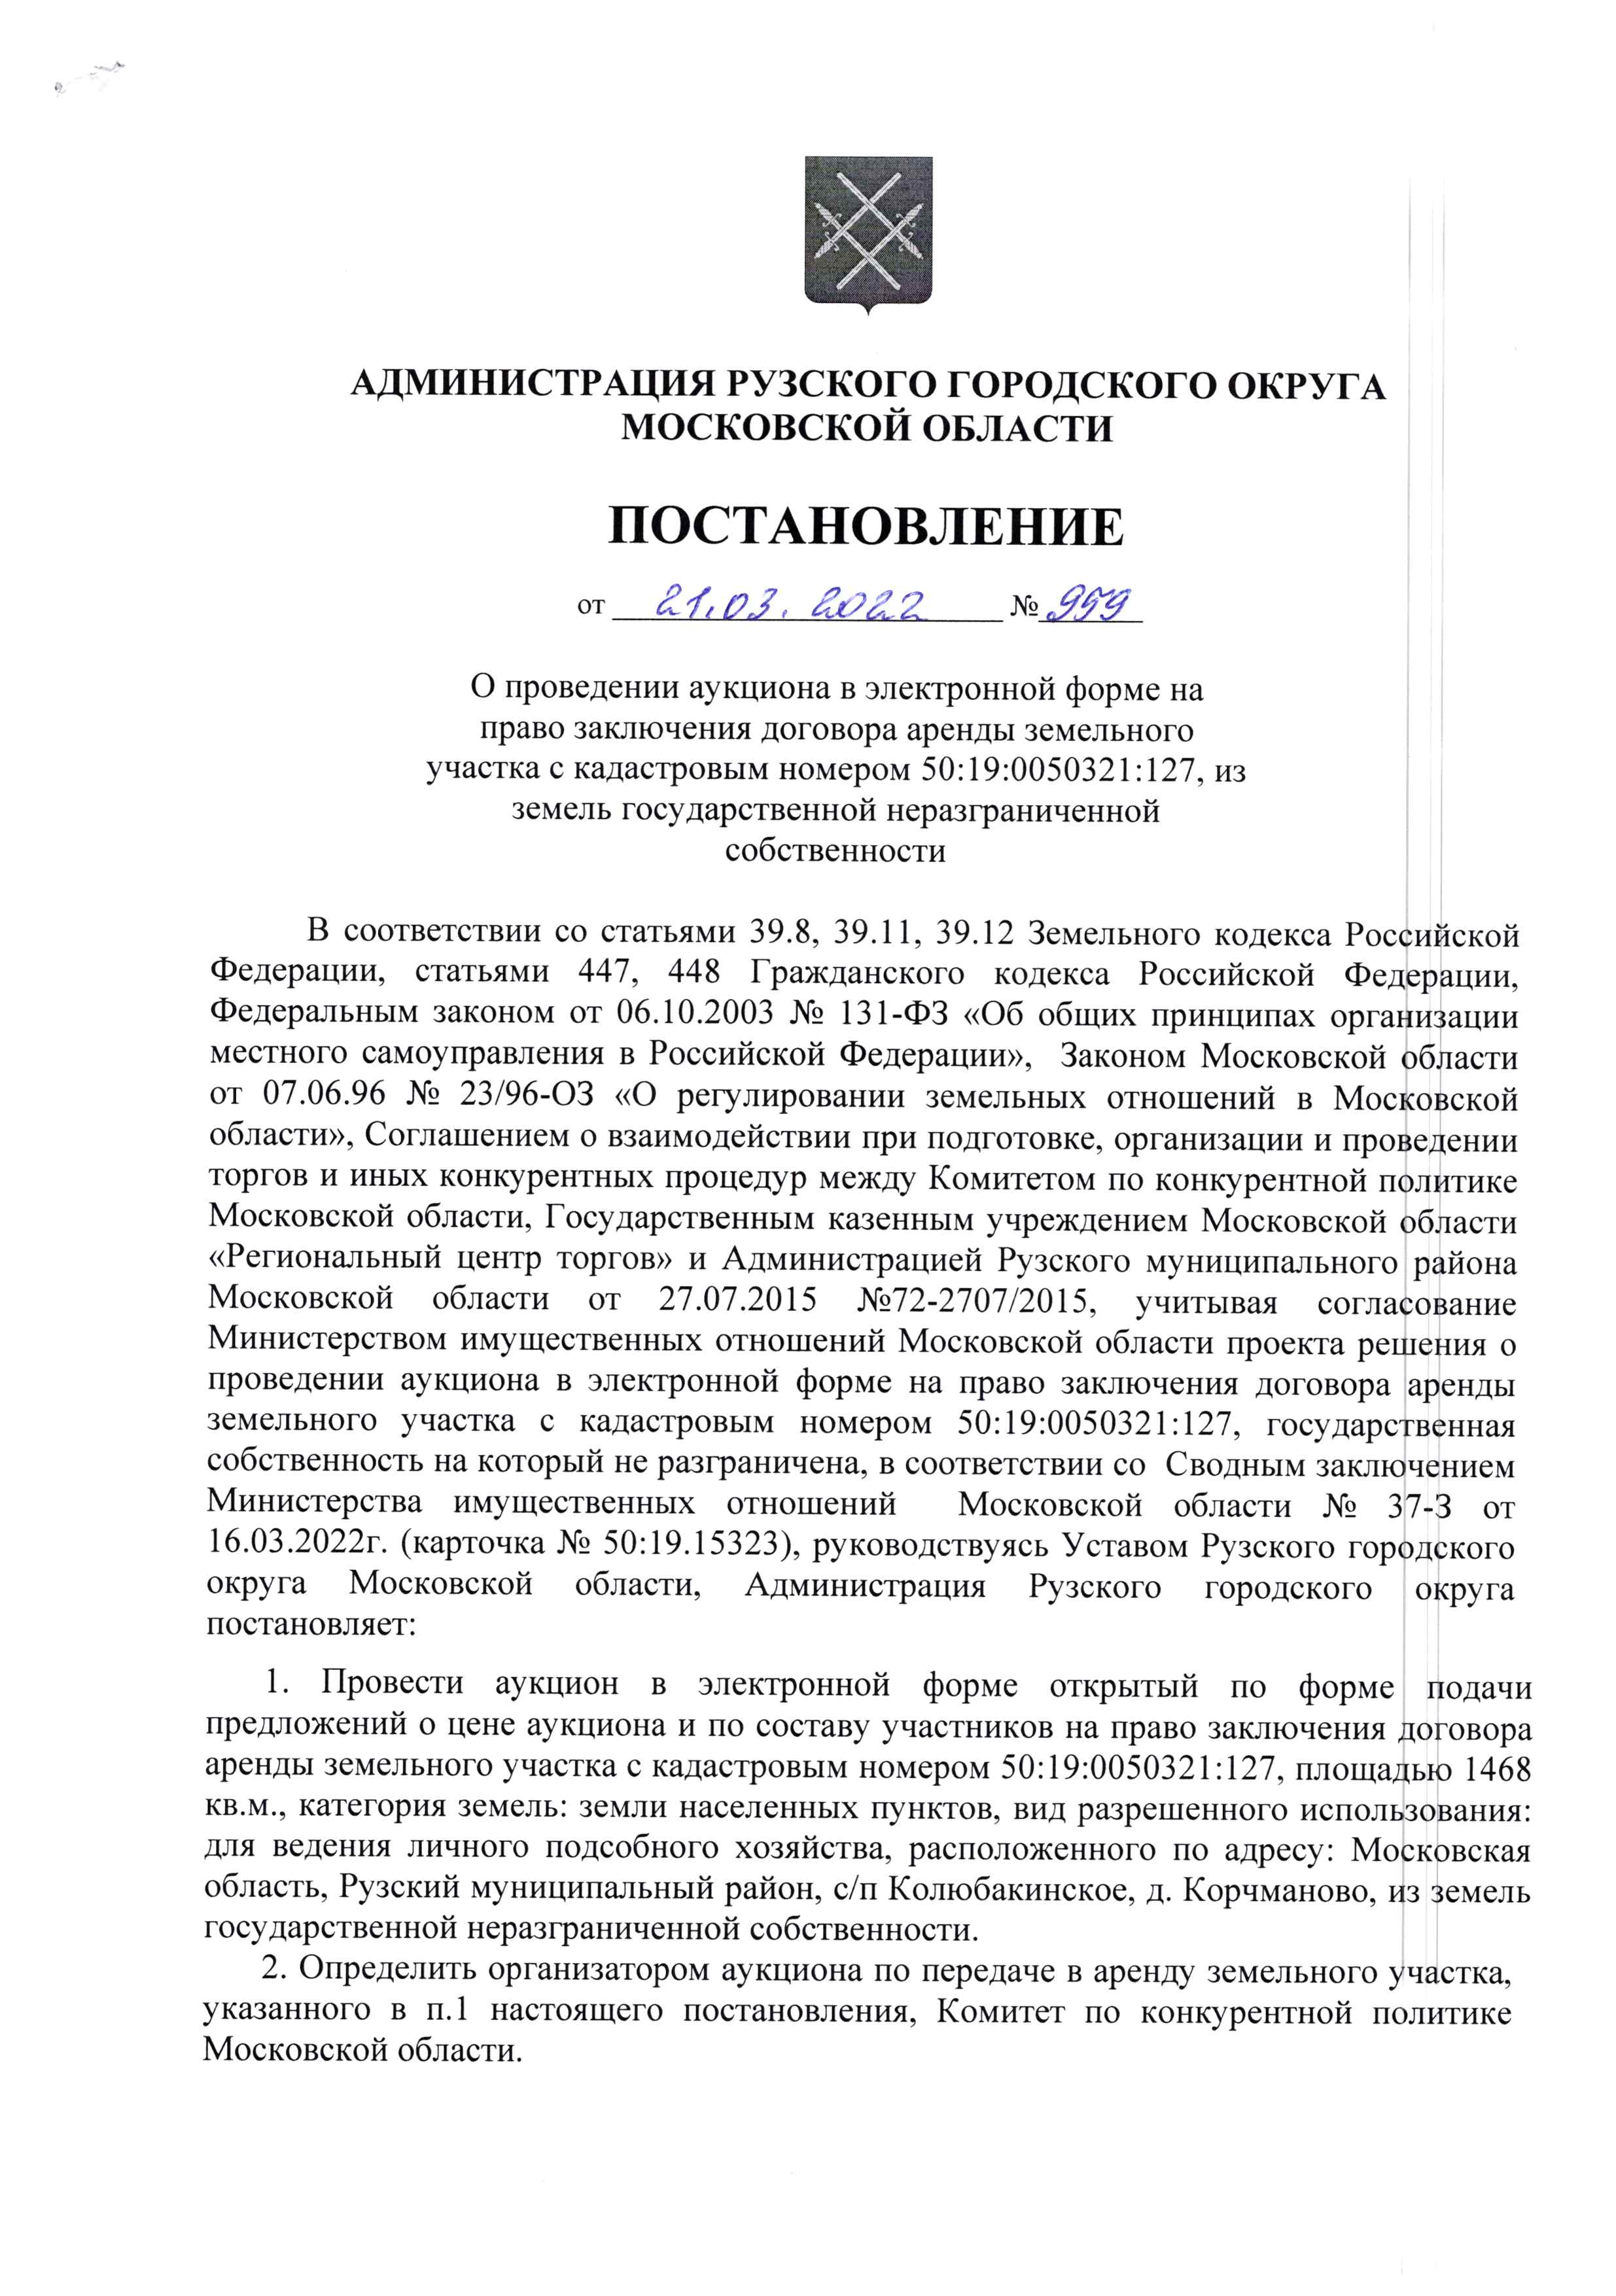 АДМИНИСТРАЦИЯ РУЗСКОГО ГОРОДСКОГО ОКРУГА
МОСКОВСКОЙ ОБЛАСТИ
ПОСТАНОВЛЕНИЕ
от 21.03.2022 № 959
О проведении аукциона в электронной форме на
право заключения договора аренды земельного
участка с кадастровым номером 50:19:0050321:127, из
земель государственной неразграниченной
собственности
В соответствии со статьями 39.8, 39.11, 39.12 Земельного кодекса Российской
Федерации, статьями 447, 448 Гражданского кодекса Российской Федерации,
Федеральным законом от 06.10.2003 № 131-ФЗ «Об общих принципах организации
местного самоуправления в Российской Федерации», Законом Московской области
от 07.06.96 № 23/96-ОЗ «О регулировании земельных отношений в Московской
области», Соглашением о взаимодействии при подготовке, организации и проведении
торгов и иных конкурентных процедур между Комитетом по конкурентной политике
Московской области, Государственным казенным учреждением Московской области
«Региональный центр торгов» и Администрацией Рузского муниципального района
Московской области от 27.07.2015 №72-2707/2015, учитывая согласование
Министерством имущественных отношений Московской области проекта решения о
проведении аукциона в электронной форме на право заключения договора аренды
земельного участка с кадастровым номером 50:19:0050321:127, государственная
собственность на который не разграничена, в соответствии со Сводным заключением
Министерства имущественных отношений Московской области № 37-З от
16.03.2022г. (карточка № 50:19.15323), руководствуясь Уставом Рузского городского
округа Московской области, Администрация Рузского городского округа
постановляет:
1. Провести аукцион в электронной форме открытый по форме подачи
предложений о цене аукциона и по составу участников на право заключения договора
аренды земельного участка с кадастровым номером 50:19:0050321:127, площадью 1468
кв.м., категория земель: земли населенных пунктов, вид разрешенного использования:
для ведения личного подсобного хозяйства, расположенного по адресу: Московская
область, Рузский муниципальный район, с/п Колюбакинское, д. Корчманово, из земель
государственной неразграниченной собственности.
2. Определить организатором аукциона по передаче в аренду земельного участка,
указанного в п.1 настоящего постановления, Комитет по конкурентной политике
Московской области.